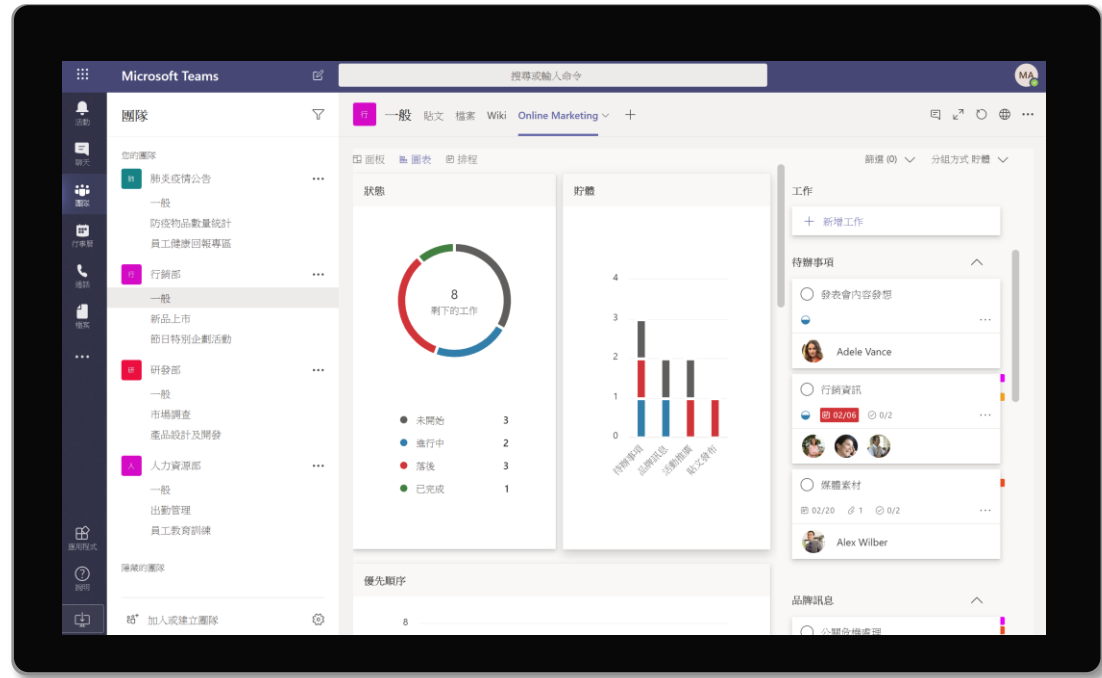 Microsoft Teams
搜尋或輸入命令
MA
活動
聊天
團隊
行事曆
通話
檔案
應用程式
說明
團隊
您的團隊
肺 肺炎疫情公告
一般
防疫物品數量統計
員工健康回報專區
行 行銷部
一般
新品上市
節日特別企劃活動
研 研發部
一般
市場調查
產品設計及開發
人 人力資源部
一般
出勤管理
員工教育訓練
隱藏的團隊
加入或建立團隊
行 一般 貼文 檔案 Wiki Online Marketing
面板 圖表 排程
篩選 (0) 分組方式 貯體
狀態
8
剩下的工作
未開始 3
進行中 2
落後 3
已完成 1
貯體
4
3
2
1
0
待辦事項
品牌訊息
活動推廣
貼文發布
優先順序
8
工作
新增工作
待辦事項
發表會內容發想
Adele Vance
行銷資訊
02/06 0/2
媒體素材
02/20 1 0/2
Alex Wilber
品牌訊息
公關危機處理